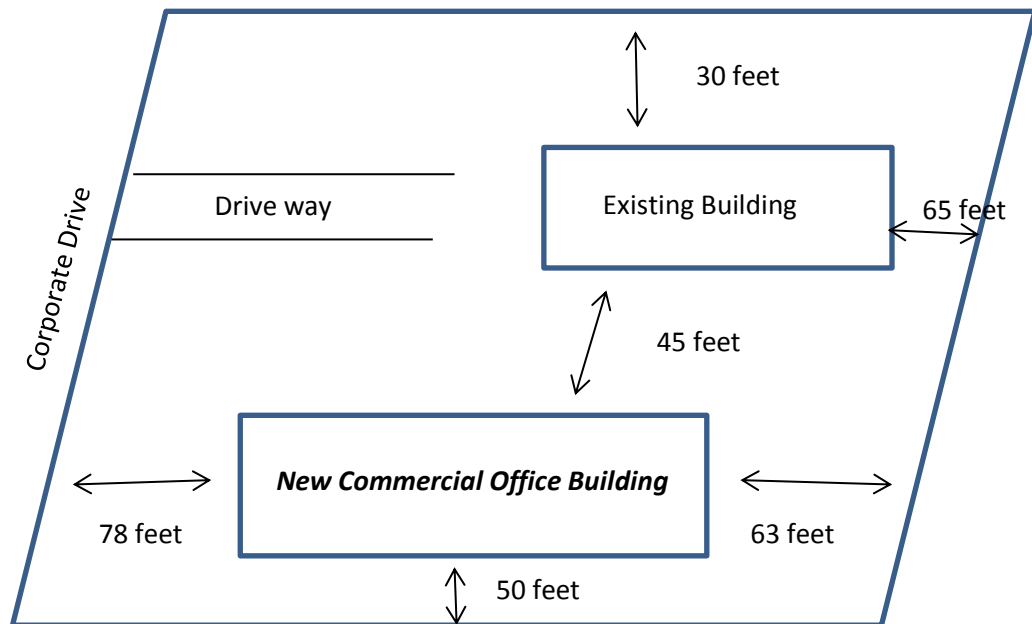 30 feet
Drive way
Existing Building
65 feet
Corporate Drive
45 feet
New Commercial Office Building
78 feet
63 feet
50 feet